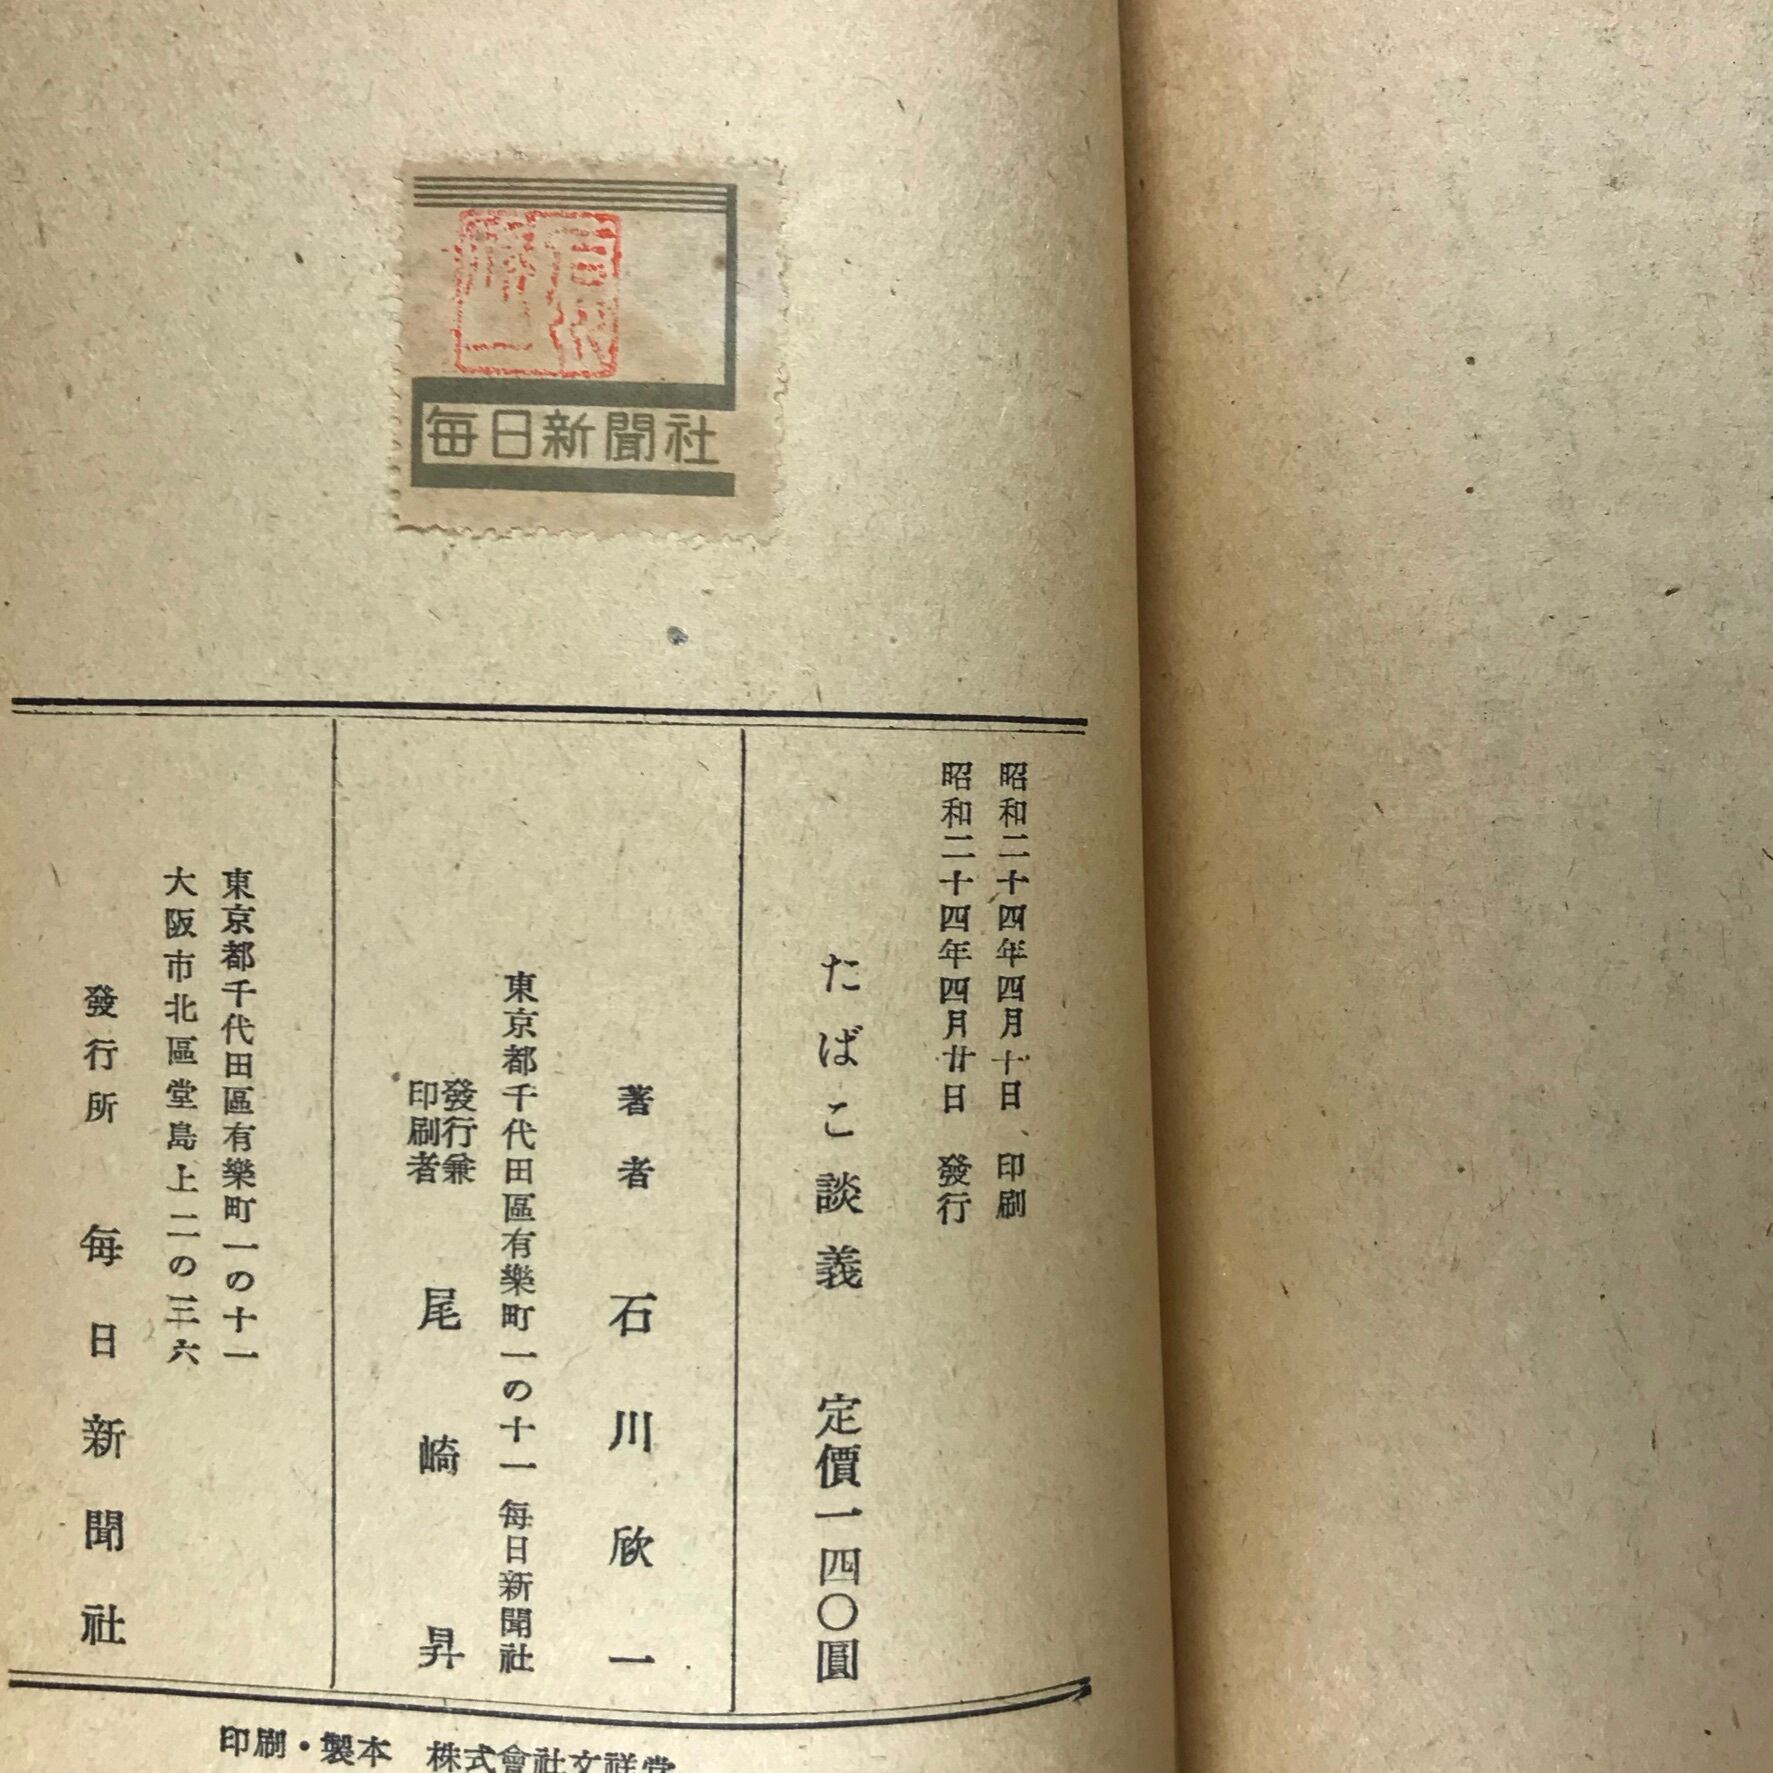 毎日新聞社
昭和二十四年四月十日、印刷
昭和二十四年四月廿日 發行
たばこ談義 定價一四〇圓
著者 石川欣一
東京都千代田區有樂町一の十一 每日新聞社
發行兼
印刷者 尾崎昇
東京都千代田區有樂町一の十一
大阪市北區堂島上二の三六
發行所 每日新聞社
印刷・製本 株式會社文祥堂